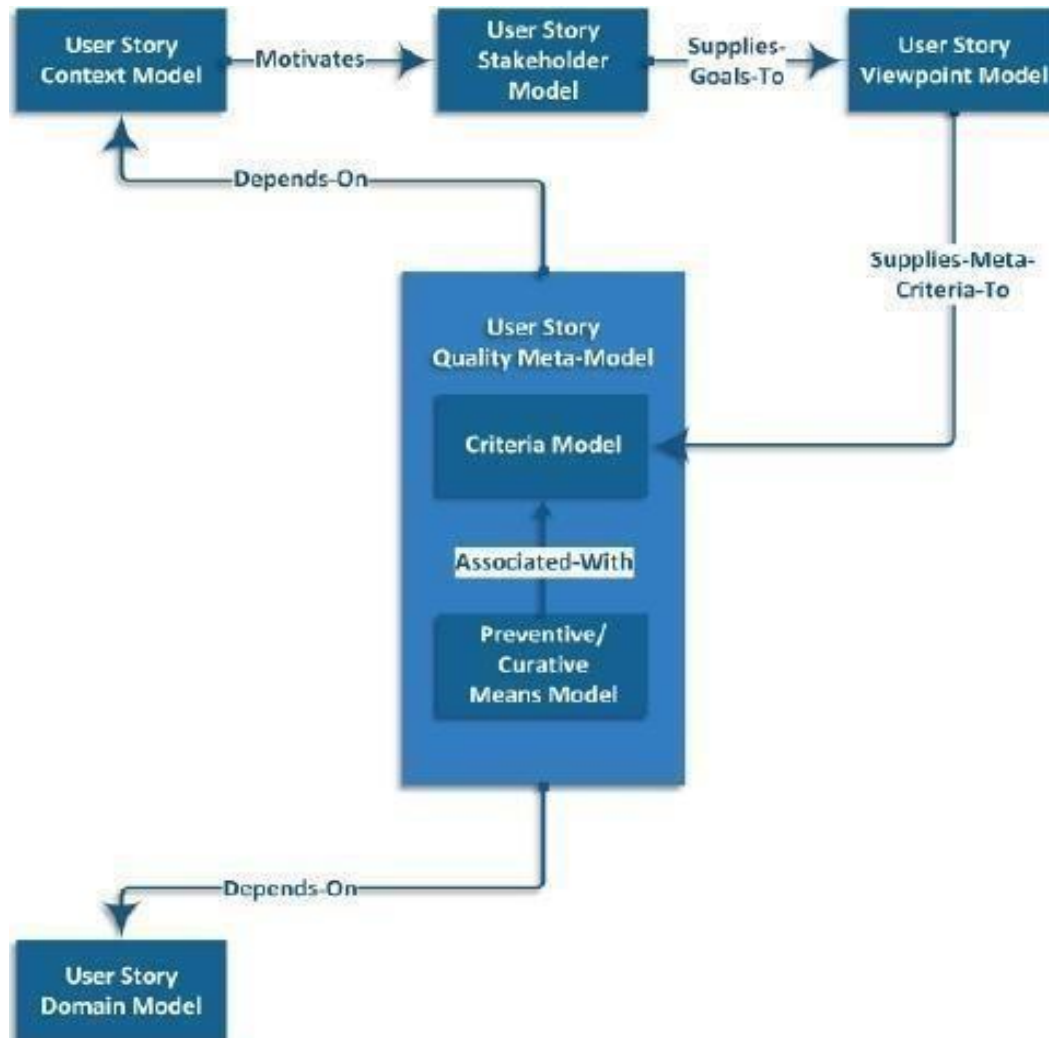 User Story
Context Model
Motivates
User Story
Stakeholder
Model
Supplies-
Goals-To
User Story
Viewpoint Model
Depends-On
Supplies-Meta-
Criteria-To
User Story
Quality Meta-Model
Criteria Model
Associated-With
Preventive/
Curative
Means Model
Depends-On
User Story
Domain Model